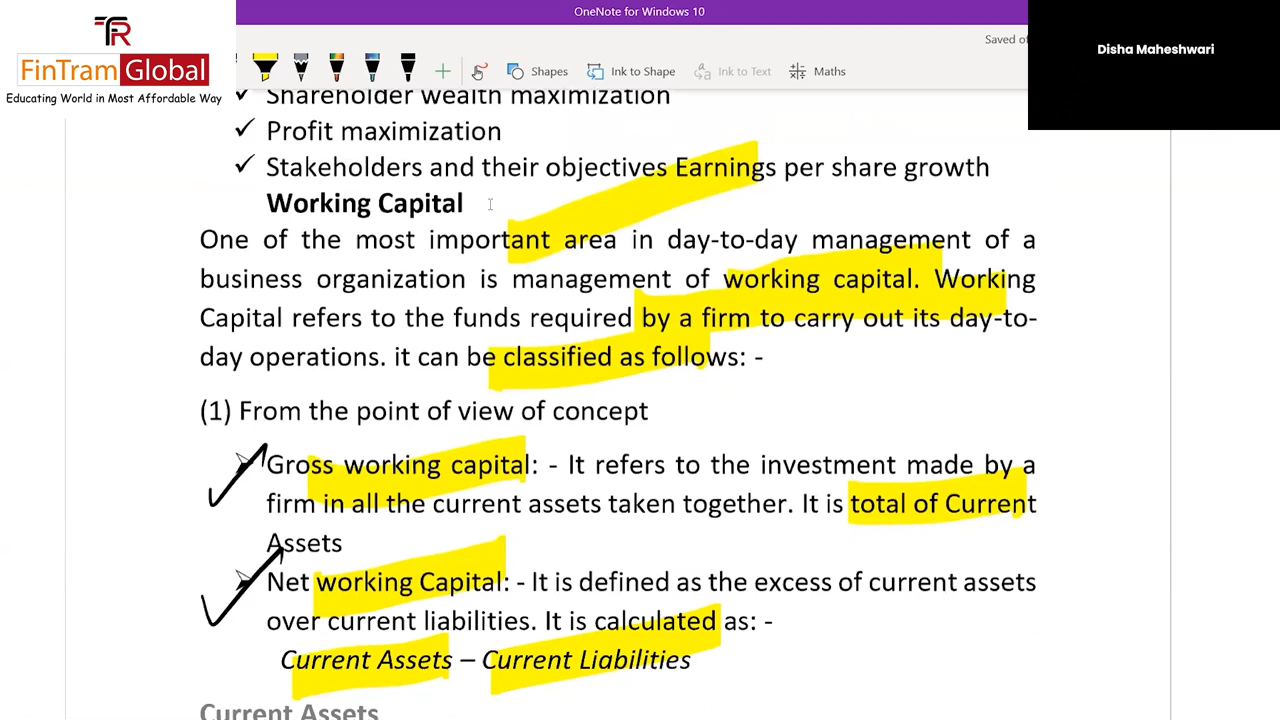 OneNote for Windows 10
TR
FinTram Global
Educating World in Most Affordable Way
Saved of
Disha Maheshwari
Shapes
Ink to Shape
Ink to Text
Maths
Shareholder wealth maximization
Profit maximization
Stakeholders and their objectives Earnings per share growth
Working Capital
One of the most important area in day-to-day management of a
business organization is management of working capital. Working
Capital refers to the funds required by a firm to carry out its day-to-
day operations. it can be classified as follows: -
(1) From the point of view of concept
Gross working capital: - It refers to the investment made by a
firm in all the current assets taken together. It is total of Current
Assets
Net working Capital: - It is defined as the excess of current assets
over current liabilities. It is calculated as: -
Current Assets – Current Liabilities
Current Assets